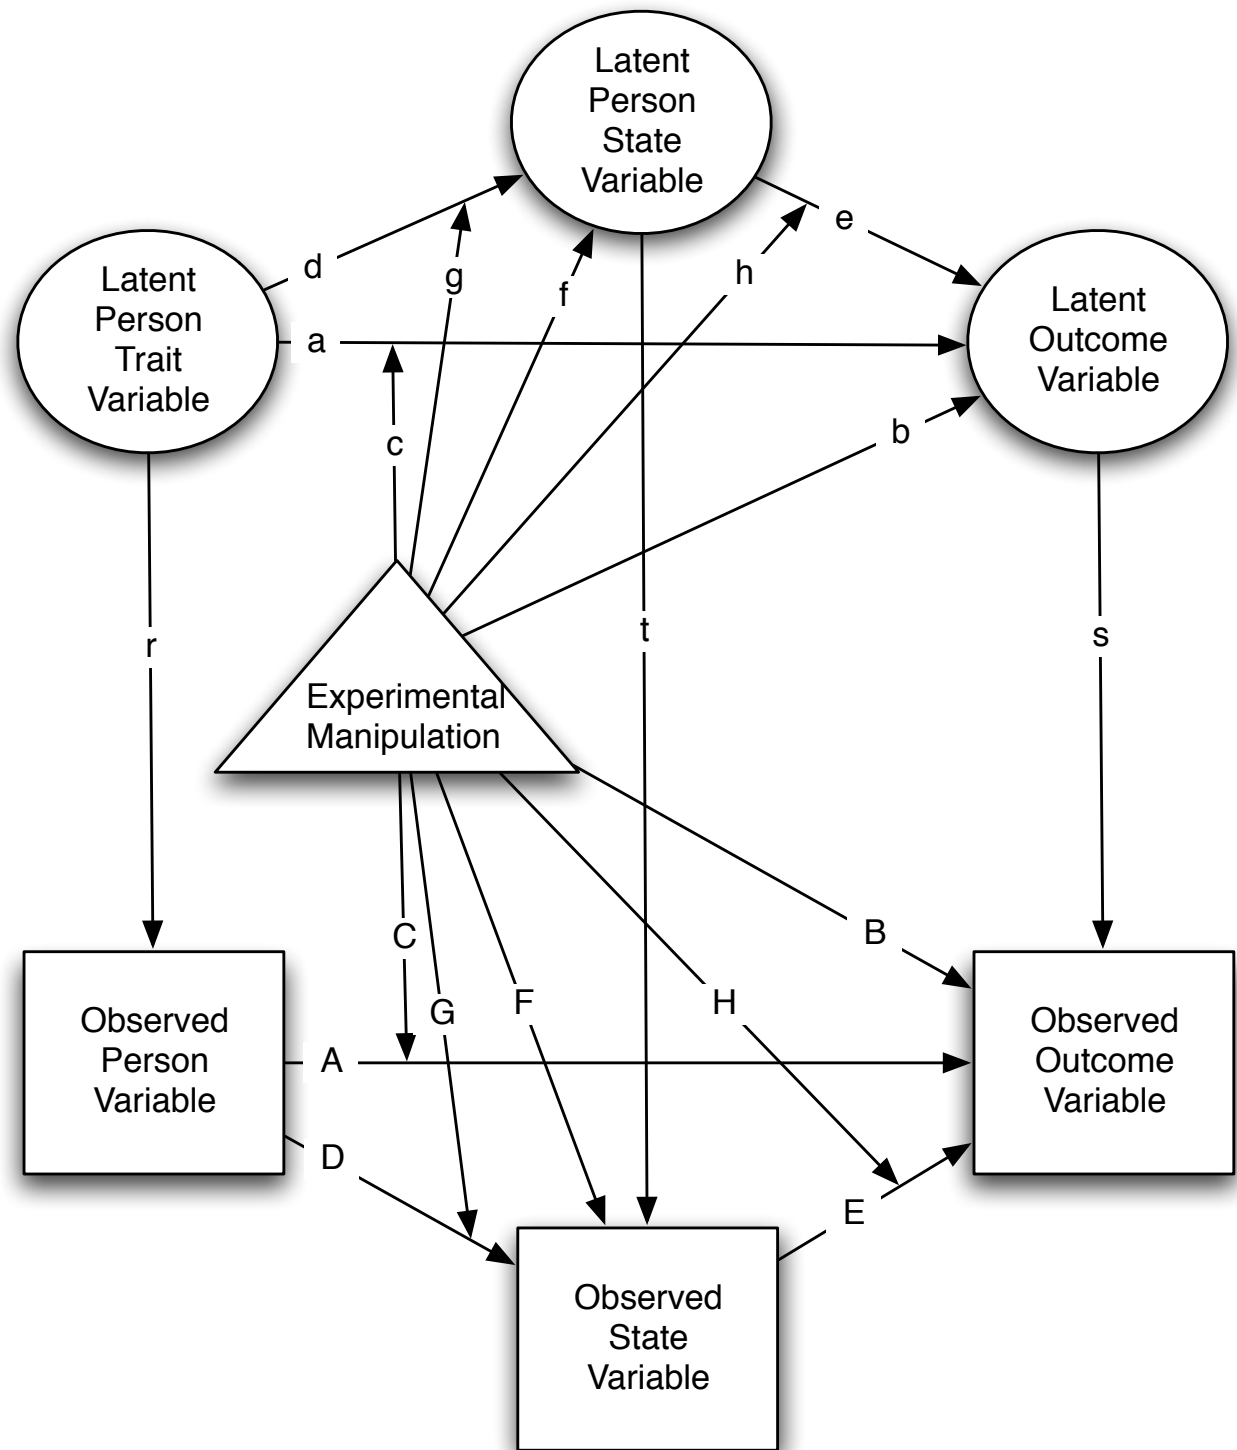 Latent
Person
State
Variable
Latent
Person
Trait
Variable
Latent
Outcome
Variable
d
g
f
h
e
a
c
b
r
t
s
Experimental
Manipulation
C
G
F
H
B
Observed
Person
Variable
A
D
Observed
Outcome
Variable
E
Observed
State
Variable